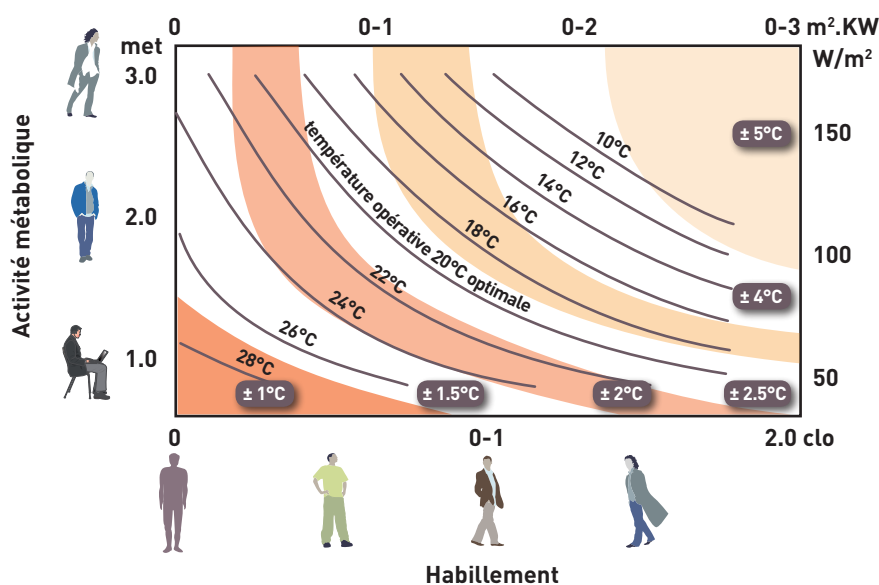 0 0-1 0-2 0-3 m².KW
met W/m²
3.0
150
2.0
100
1.0
50
Activité métabolique
10°C
12°C
14°C
16°C
18°C
température opérative 20°C optimale
22°C
24°C
26°C
28°C
± 5°C
± 4°C
± 1°C ± 1.5°C ± 2°C ± 2.5°C
0 0-1 2.0 clo
Habillement